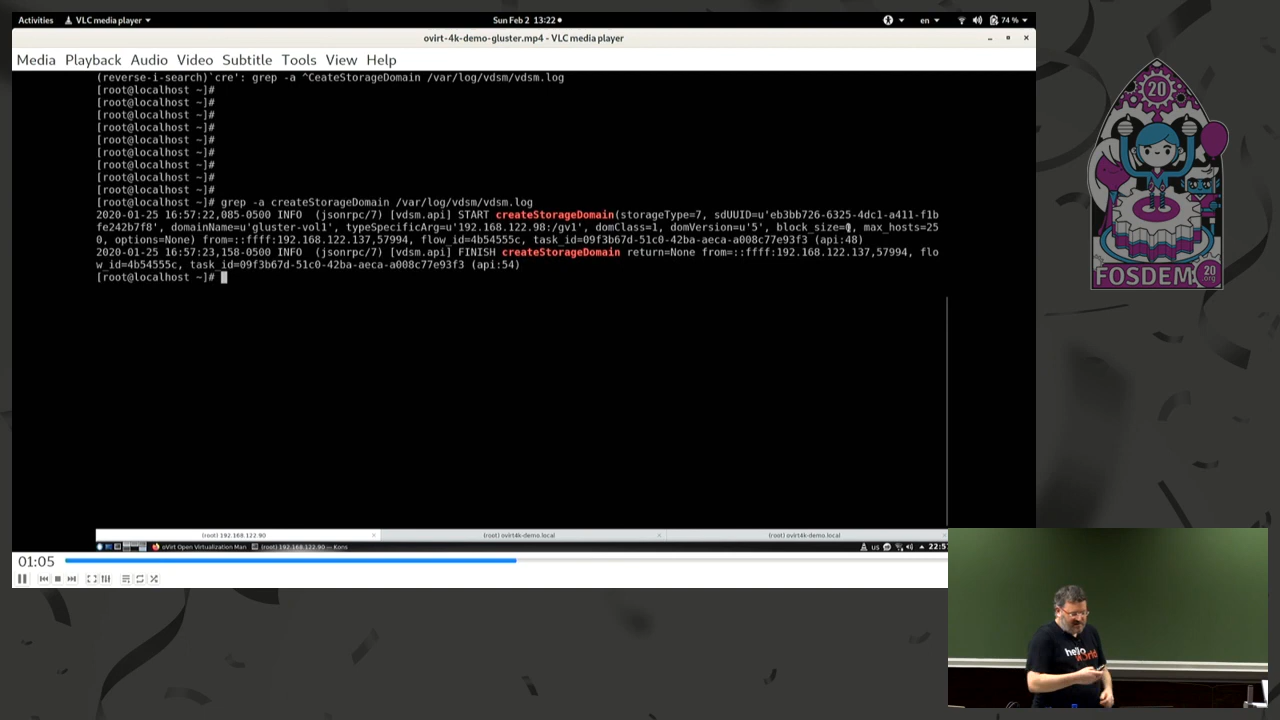 Activities VLC media player Sun Feb 2 13:22 en 74 %
ovirt-4k-demo-gluster.mp4 - VLC media player
Media Playback Audio Video Subtitle Tools View Help
(reverse-i-search)`cre': grep -a ^CeateStorageDomain /var/log/vdsm/vdsm.log
[root@localhost ~]#
[root@localhost ~]#
[root@localhost ~]#
[root@localhost ~]#
[root@localhost ~]#
[root@localhost ~]#
[root@localhost ~]#
[root@localhost ~]#
[root@localhost ~]#
[root@localhost ~]# grep -a createStorageDomain /var/log/vdsm/vdsm.log
2020-01-25 16:57:22,085-0500 INFO  (jsonrpc/7) [vdsm.api] START createStorageDomain(storageType=7, sdUUID=u'eb3bb726-6325-4dc1-a411-f1b
fe242b7f8', domainName=u'gluster-vol1', typeSpecificArg=u'192.168.122.98:/gv1', domClass=1, domVersion=u'5', block_size=0, max_hosts=25
0, options=None) from=::ffff:192.168.122.137,57994, flow_id=4b54555c, task_id=09f3b67d-51c0-42ba-aeca-a008c77e93f3 (api:48)
2020-01-25 16:57:23,158-0500 INFO  (jsonrpc/7) [vdsm.api] FINISH createStorageDomain return=None from=::ffff:192.168.122.137,57994, flo
w_id=4b54555c, task_id=09f3b67d-51c0-42ba-aeca-a008c77e93f3 (api:54)
[root@localhost ~]#
(root) 192.168.122.90 (root) ovirt4k-demo.local (root) ovirt4k-demo.local
oVirt Open Virtualization Man (root) 192.168.122.90 — Kons us 22:57
01:05
20
FOSDEM 20 .org
hello world